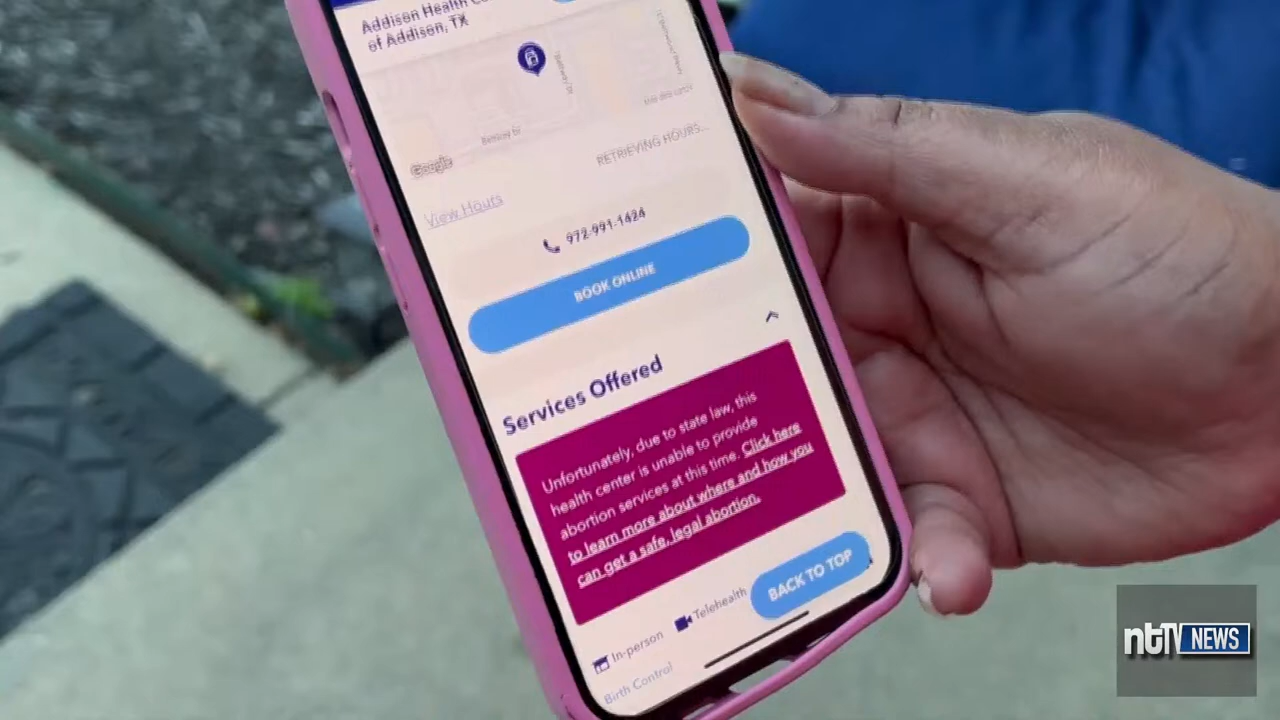 Addison Health Ce
of Addison, TX
Google
RETRIEVING HOURS...
View Hours
972-991-1424
BOOK ONLINE
Services Offered
Unfortunately, due to state law, this
health center is unable to provide
abortion services at this time. Click here
to learn more about where and how you
can get a safe, legal abortion.
BACK TO TOP
In-person
Telehealth
Birth Control
ntTV NEWS